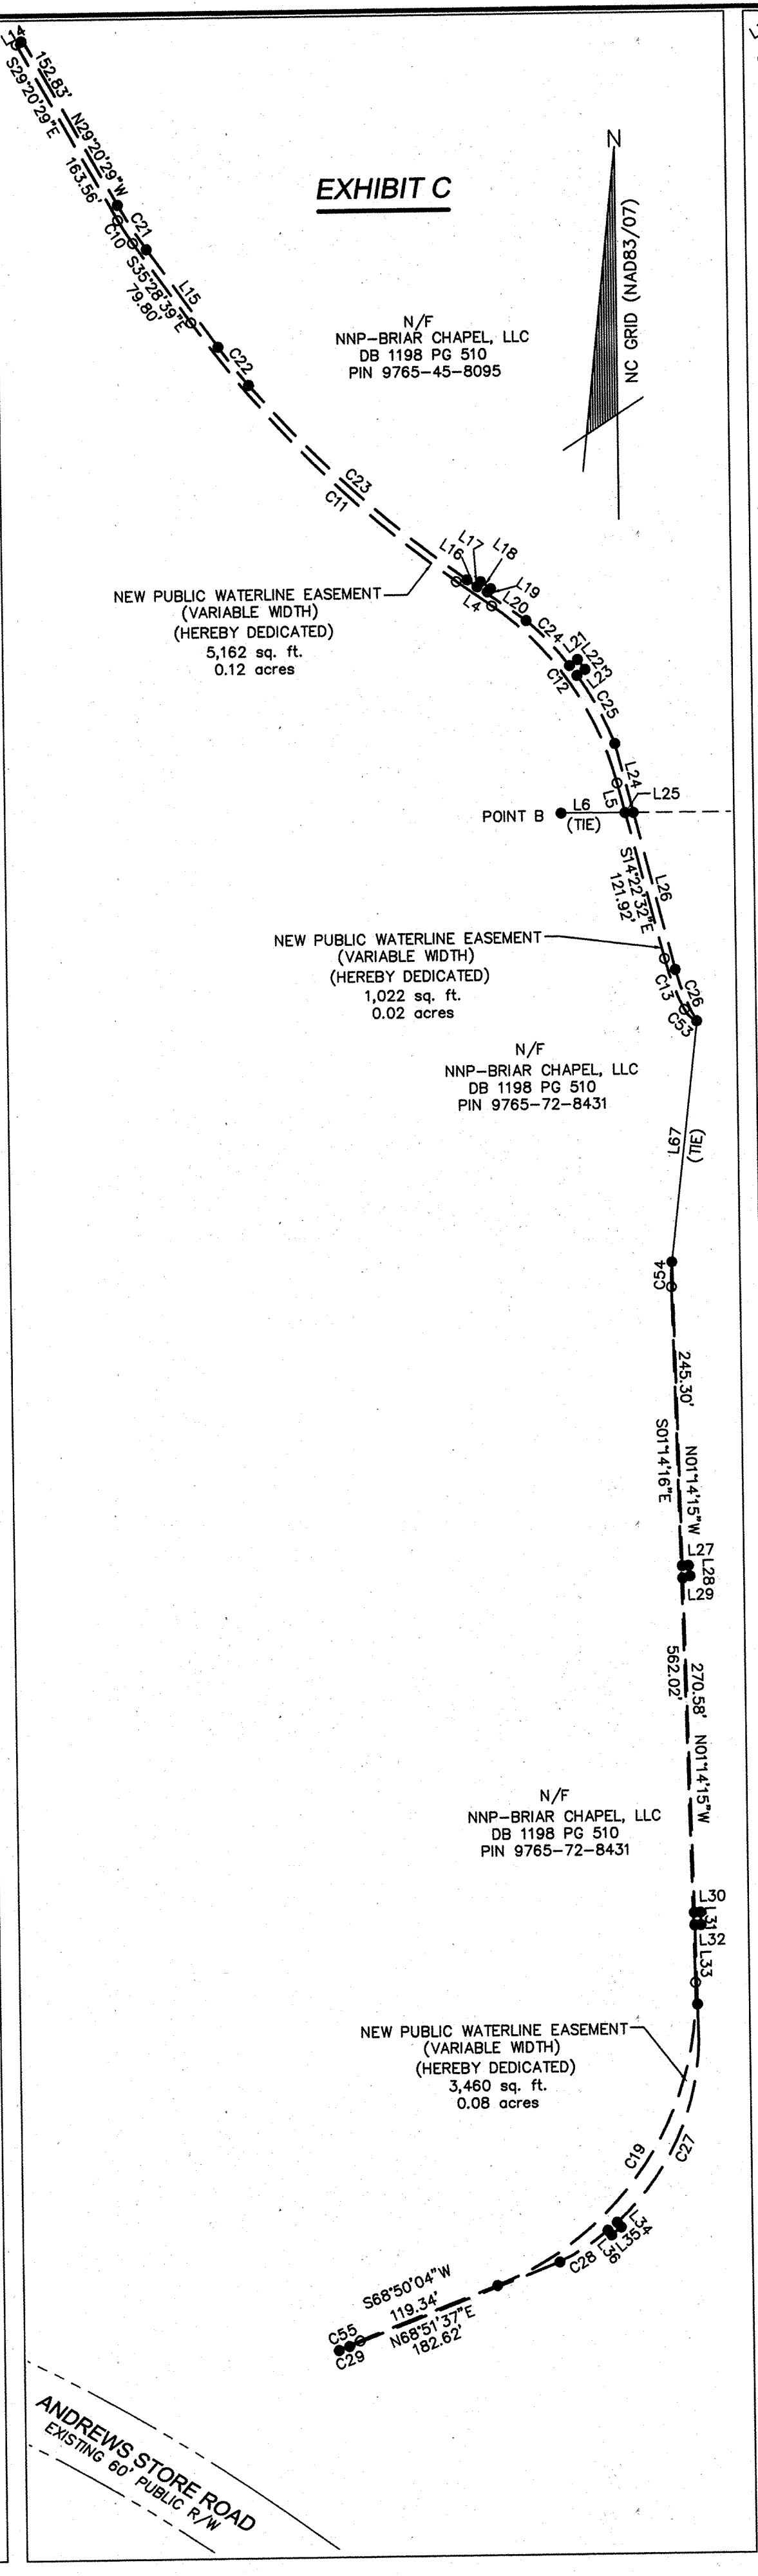 L14
L7
152.83'
N29°20'29"W
S29°20'29"E
163.56'
EXHIBIT C
N
NC GRID (NAD83/07)
C21
C10
L15
S35°28'39"E
79.80'
C22
N/F
NNP-BRIAR CHAPEL, LLC
DB 1198 PG 510
PIN 9765-45-8095
C23
C11
L16
L17
L18
L19
L4
L20
NEW PUBLIC WATERLINE EASEMENT
(VARIABLE WIDTH)
(HEREBY DEDICATED)
5,162 sq. ft.
0.12 acres
C24
L21
L22
L23
C12
C25
L24
L5
L25
POINT B
L6
(TIE)
S14°22'32"E
121.92'
L26
NEW PUBLIC WATERLINE EASEMENT
(VARIABLE WIDTH)
(HEREBY DEDICATED)
1,022 sq. ft.
0.02 acres
C13
C26
C53
N/F
NNP-BRIAR CHAPEL, LLC
DB 1198 PG 510
PIN 9765-72-8431
L67
(TIE)
C54
245.30'
S01°14'16"E
N01°14'15"W
L27
L28
L29
562.02'
270.58'
N01°14'15"W
N/F
NNP-BRIAR CHAPEL, LLC
DB 1198 PG 510
PIN 9765-72-8431
L30
L31
L32
L33
NEW PUBLIC WATERLINE EASEMENT
(VARIABLE WIDTH)
(HEREBY DEDICATED)
3,460 sq. ft.
0.08 acres
C19
C27
L34
L35
L36
C28
S68°50'04"W
119.34'
N68°51'37"E
182.62'
C55
C29
ANDREWS STORE ROAD
EXISTING 60' PUBLIC R/W